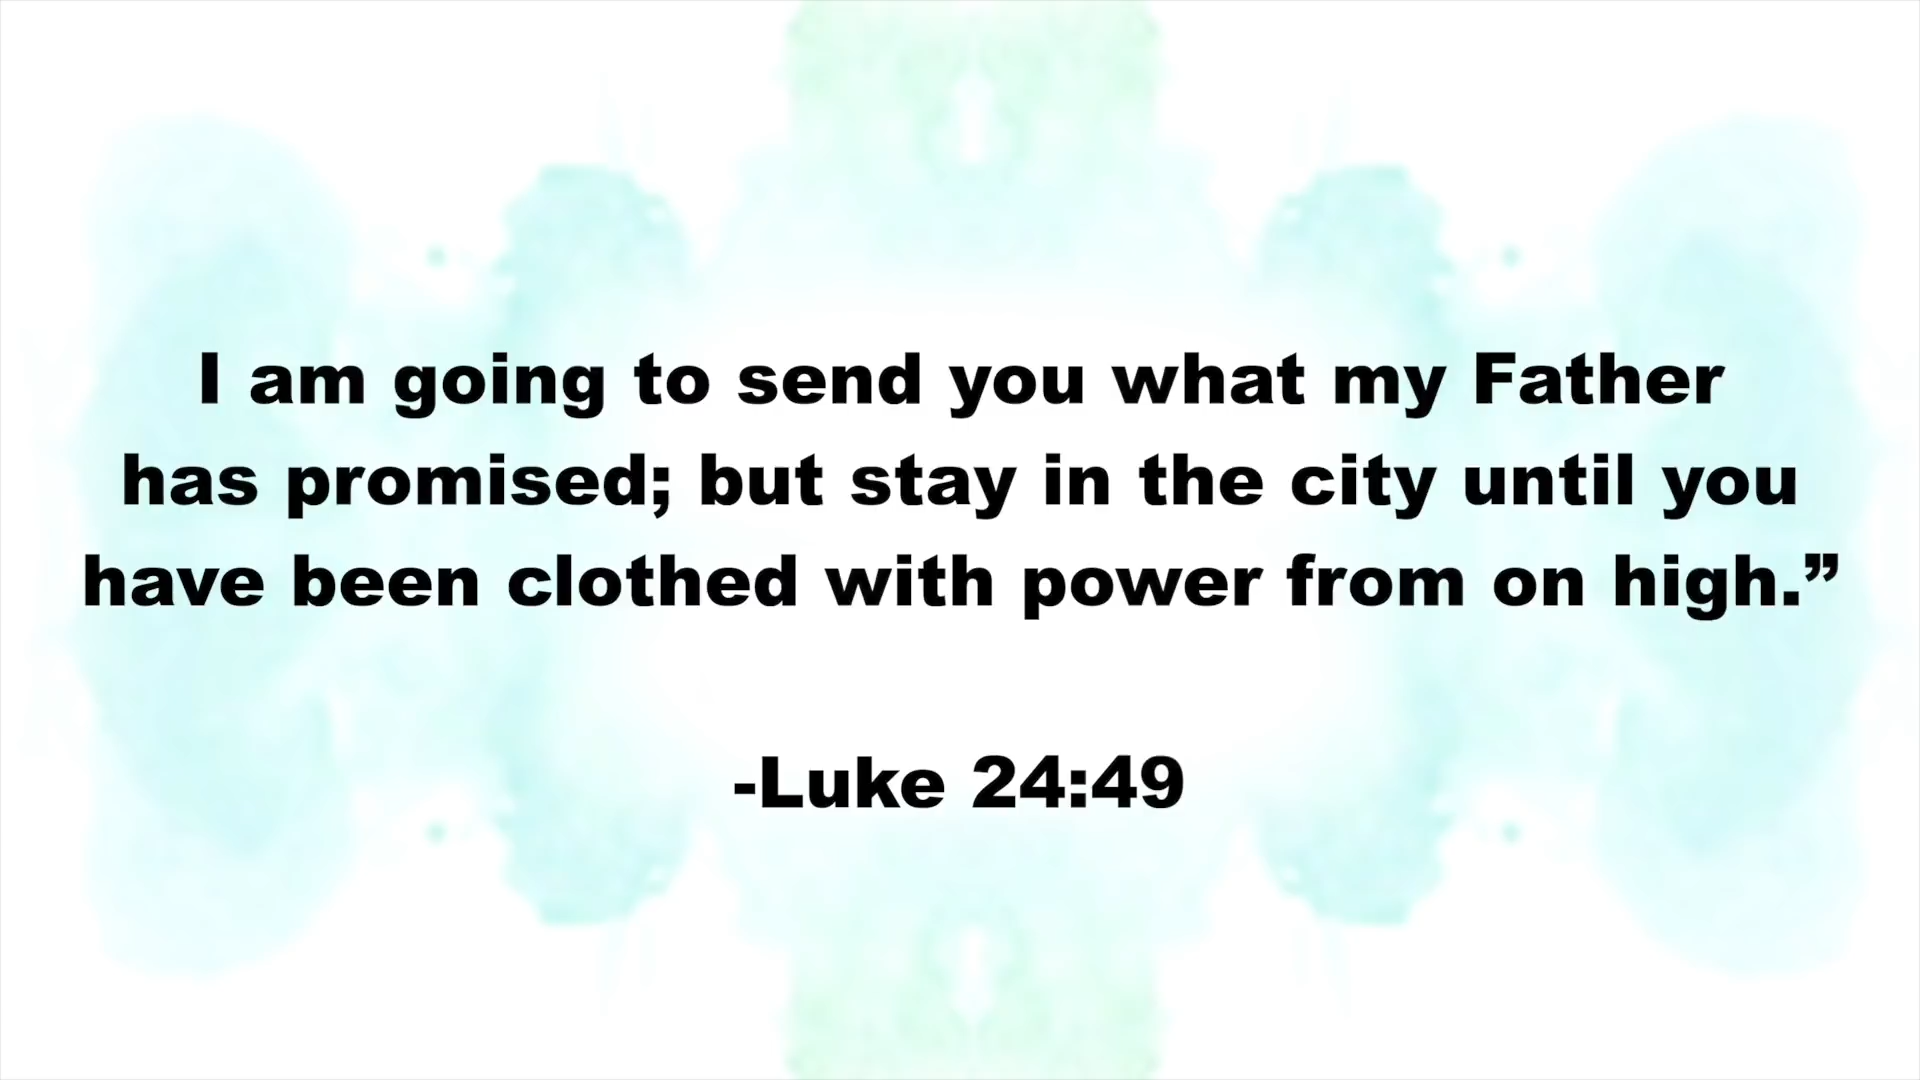 I am going to send you what my Father
has promised; but stay in the city until you
have been clothed with power from on high.”
-Luke 24:49